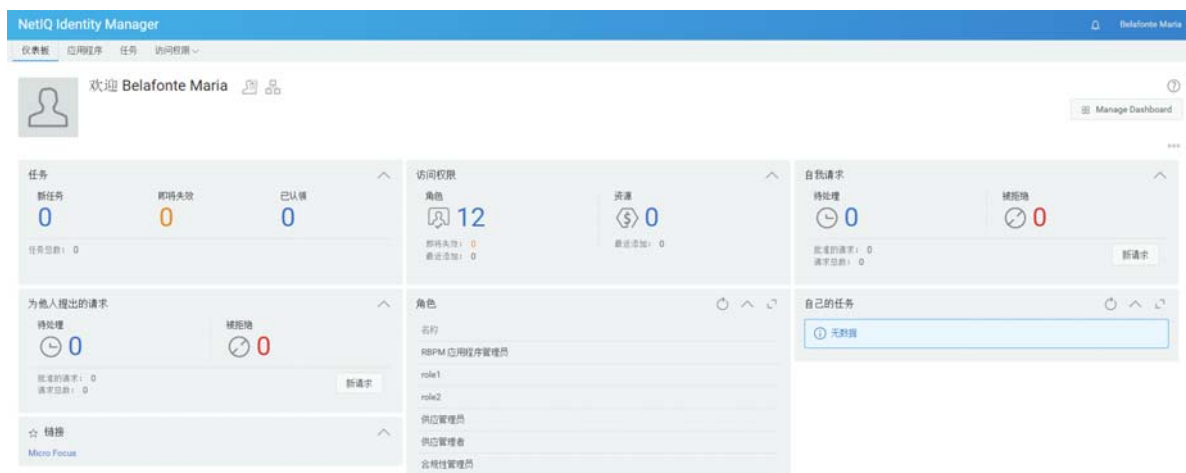 NetIQ Identity Manager
Belafonte Maria
仪表板 应用程序 任务 访问权限
欢迎 Belafonte Maria
Manage Dashboard
任务
新任务 即将失效 已认领
0 0 0
任务总数： 0
访问权限
角色 资源
12 0
即将失效： 0 最近添加： 0
最近添加： 0
自我请求
待处理 被拒绝
0 0
批准的请求： 0
请求总数： 0
新请求
为他人提出的请求
待处理 被拒绝
0 0
批准的请求： 0
请求总数： 0
新请求
链接
Micro Focus
角色
名称
RBPM 应用程序管理员
role1
role2
供应管理员
供应管理者
合规性管理员
自己的任务
无数据